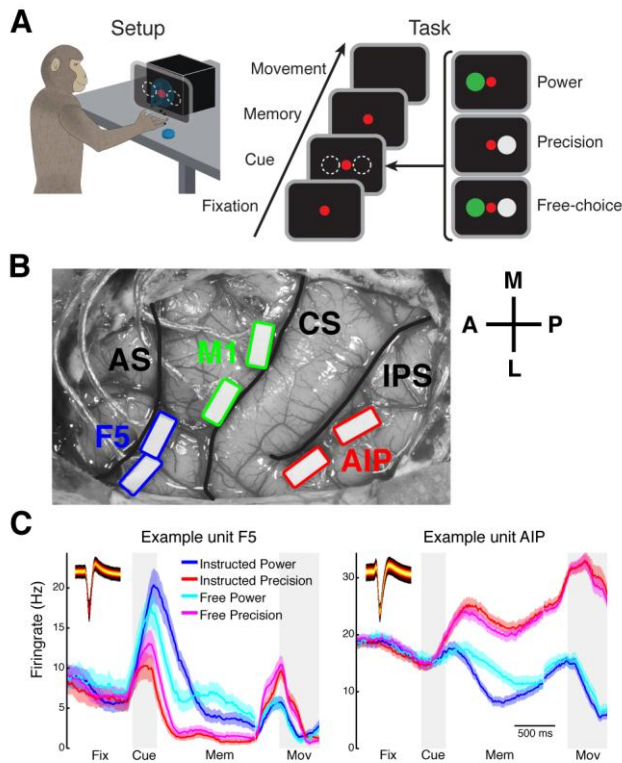 A
Setup
Task
Movement
Memory
Cue
Fixation
Power
Precision
Free-choice
B
AS
M1
CS
IPS
F5
AIP
M
A
P
L
C
Example unit F5
Example unit AIP
Firingrate (Hz)
20
15
10
5
0
Instructed Power
Instructed Precision
Free Power
Free Precision
Fix
Cue
Mem
Mov
30
20
10
0
500 ms
Fix
Cue
Mem
Mov